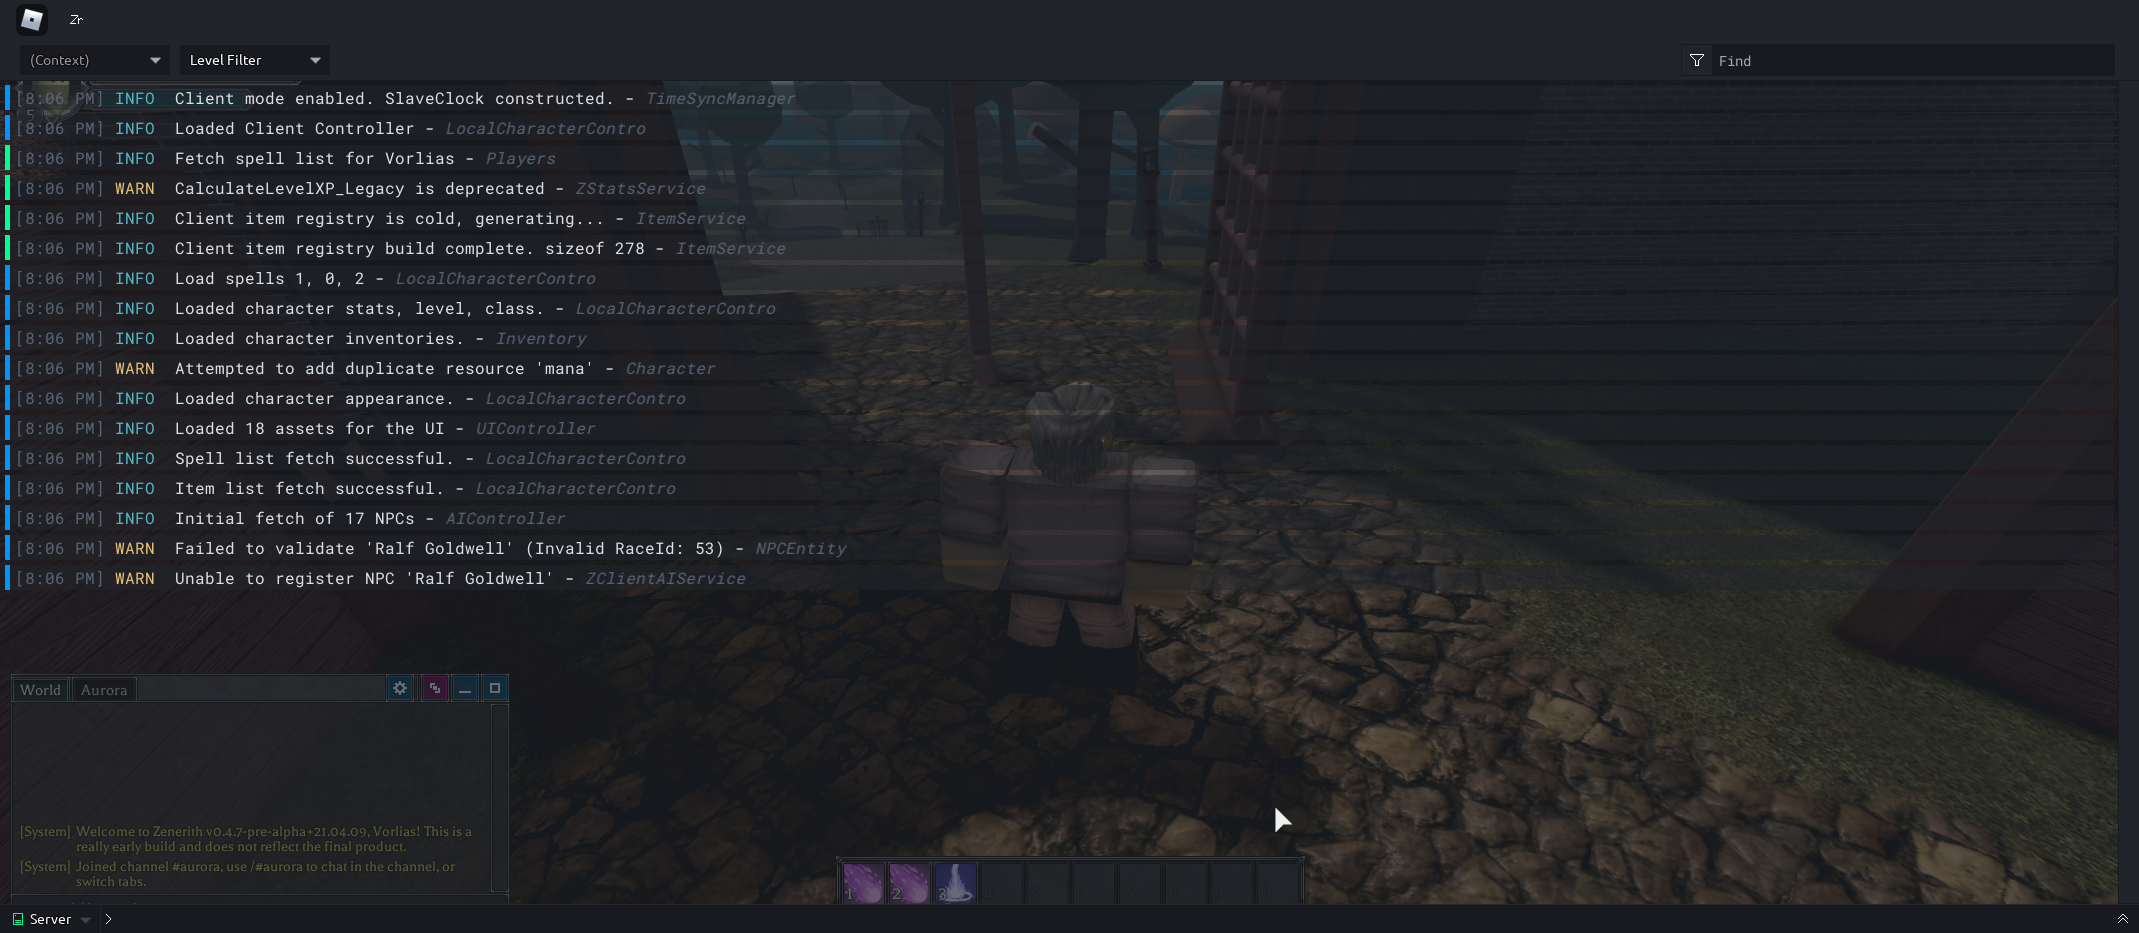 Zr
(Context)
Level Filter
Find
[8:06 PM] INFO Client mode enabled. SlaveClock constructed. - TimeSyncManager
[8:06 PM] INFO Loaded Client Controller - LocalCharacterContro
[8:06 PM] INFO Fetch spell list for Vorlias - Players
[8:06 PM] WARN CalculateLevelXP_Legacy is deprecated - ZStatsService
[8:06 PM] INFO Client item registry is cold, generating... - ItemService
[8:06 PM] INFO Client item registry build complete. sizeof 278 - ItemService
[8:06 PM] INFO Load spells 1, 0, 2 - LocalCharacterContro
[8:06 PM] INFO Loaded character stats, level, class. - LocalCharacterContro
[8:06 PM] INFO Loaded character inventories. - Inventory
[8:06 PM] WARN Attempted to add duplicate resource 'mana' - Character
[8:06 PM] INFO Loaded character appearance. - LocalCharacterContro
[8:06 PM] INFO Loaded 18 assets for the UI - UIController
[8:06 PM] INFO Spell list fetch successful. - LocalCharacterContro
[8:06 PM] INFO Item list fetch successful. - LocalCharacterContro
[8:06 PM] INFO Initial fetch of 17 NPCs - AIController
[8:06 PM] WARN Failed to validate 'Ralf Goldwell' (Invalid RaceId: 53) - NPCEntity
[8:06 PM] WARN Unable to register NPC 'Ralf Goldwell' - ZClientAIService
World Aurora
[System] Welcome to Zenerith v0.4.7-pre-alpha+21.04.09, Vorlias! This is a
really early build and does not reflect the final product.
[System] Joined channel #aurora, use /#aurora to chat in the channel, or
switch tabs.
1 2 3 4 5 6 7 8 9 0
Server >